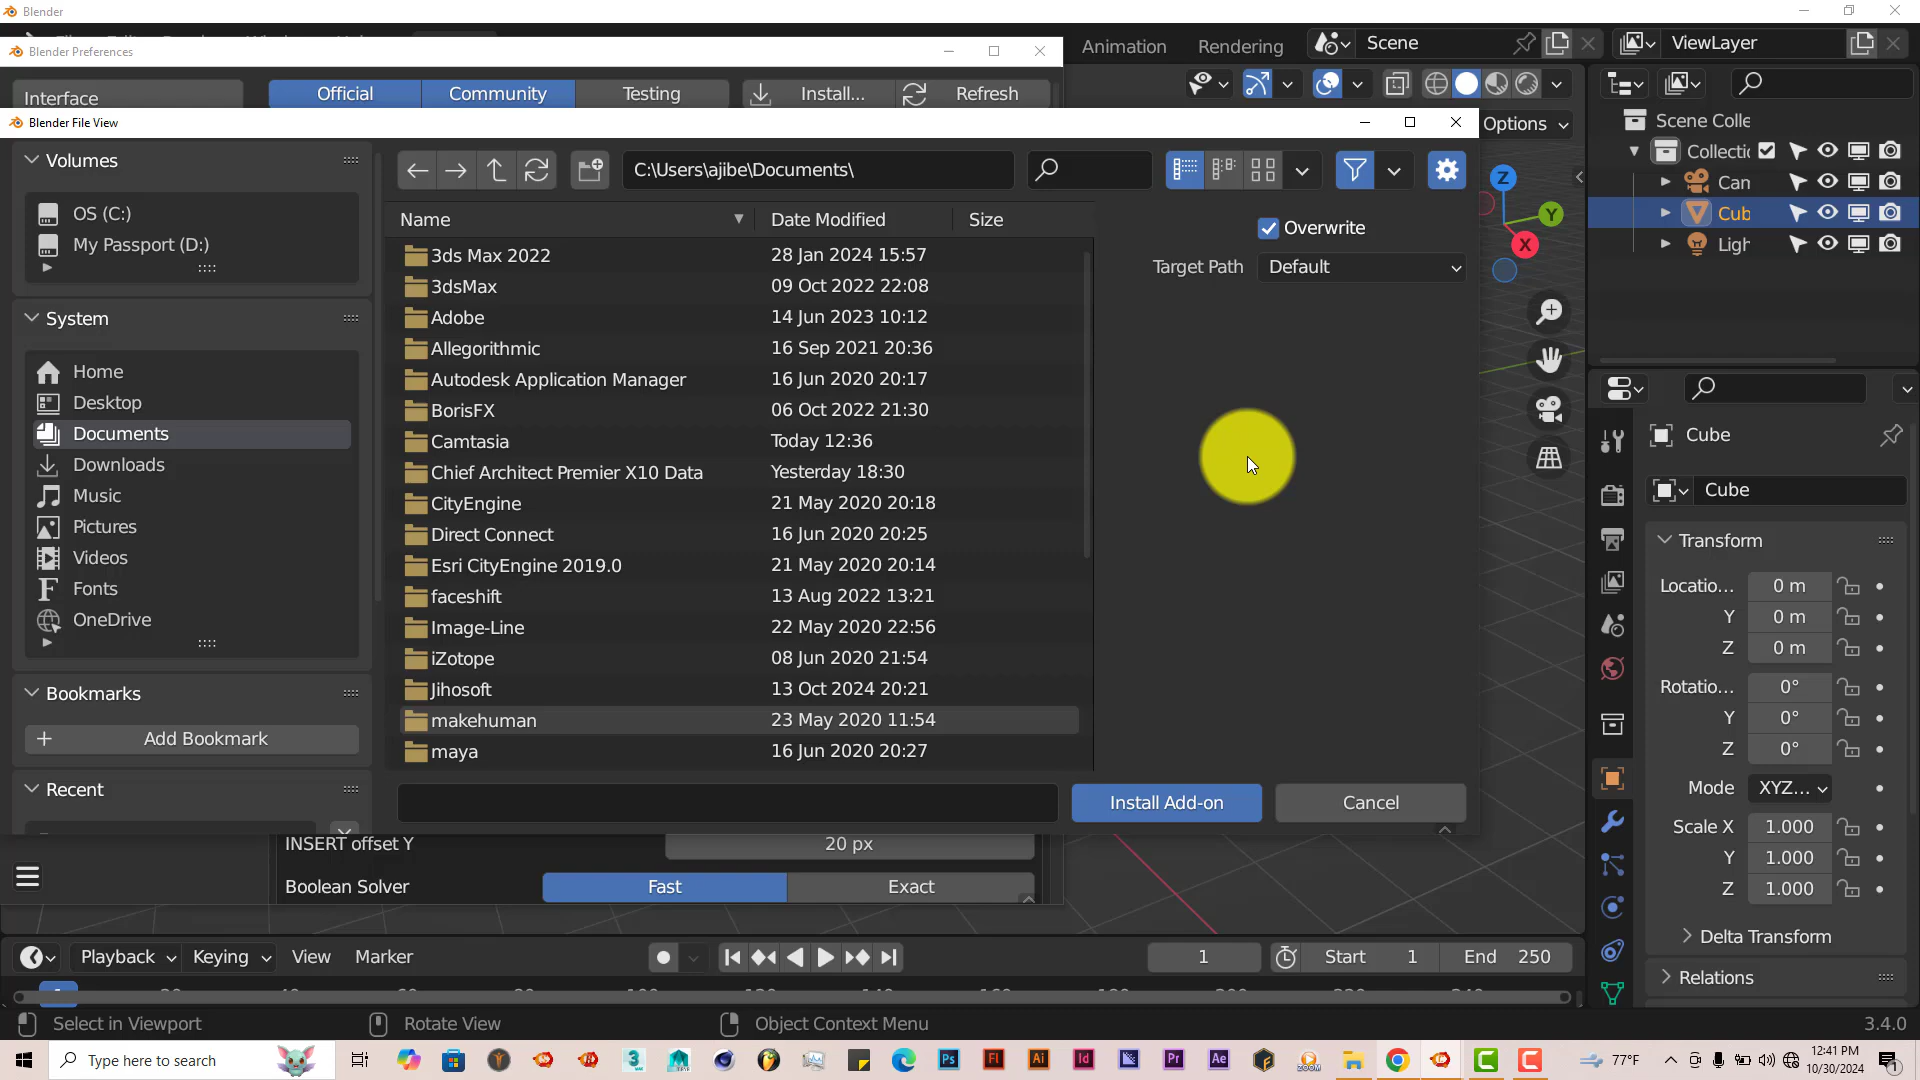 Blender
Animation
Rendering
Scene
ViewLayer
Blender Preferences
Interface
Official
Community
Testing
Install...
Refresh
Blender File View
Options
Volumes
C:\Users\ajibe\Documents\
OS (C:)
My Passport (D:)
System
Home
Desktop
Documents
Downloads
Music
Pictures
Videos
Fonts
OneDrive
Bookmarks
Add Bookmark
Recent
Name Date Modified Size
3ds Max 2022 28 Jan 2024 15:57
3dsMax 09 Oct 2022 22:08
Adobe 14 Jun 2023 10:12
Allegorithmic 16 Sep 2021 20:36
Autodesk Application Manager 16 Jun 2020 20:17
BorisFX 06 Oct 2022 21:30
Camtasia Today 12:36
Chief Architect Premier X10 Data Yesterday 18:30
CityEngine 21 May 2020 20:18
Direct Connect 16 Jun 2020 20:25
Esri CityEngine 2019.0 21 May 2020 20:14
faceshift 13 Aug 2022 13:21
Image-Line 22 May 2020 22:56
iZotope 08 Jun 2020 21:54
Jihosoft 13 Oct 2024 20:21
makehuman 23 May 2020 11:54
maya 16 Jun 2020 20:27
Overwrite
Target Path Default
Install Add-on
Cancel
Z
Y
X
Scene Colle
Collectic
Can
Cub
Ligh
Cube
Cube
Transform
Locatio... 0 m
Y 0 m
Z 0 m
Rotatio... 0°
Y 0°
Z 0°
Mode XYZ...
Scale X 1.000
Y 1.000
Z 1.000
Delta Transform
Relations
INSERT offset Y 20 px
Boolean Solver Fast Exact
Playback Keying View Marker
1
Start 1
End 250
Select in Viewport
Rotate View
Object Context Menu
3.4.0
Type here to search
Ps
Fl
Ai
Id
Pr
Ae
ZOOM
77°F
12:41 PM
10/30/2024